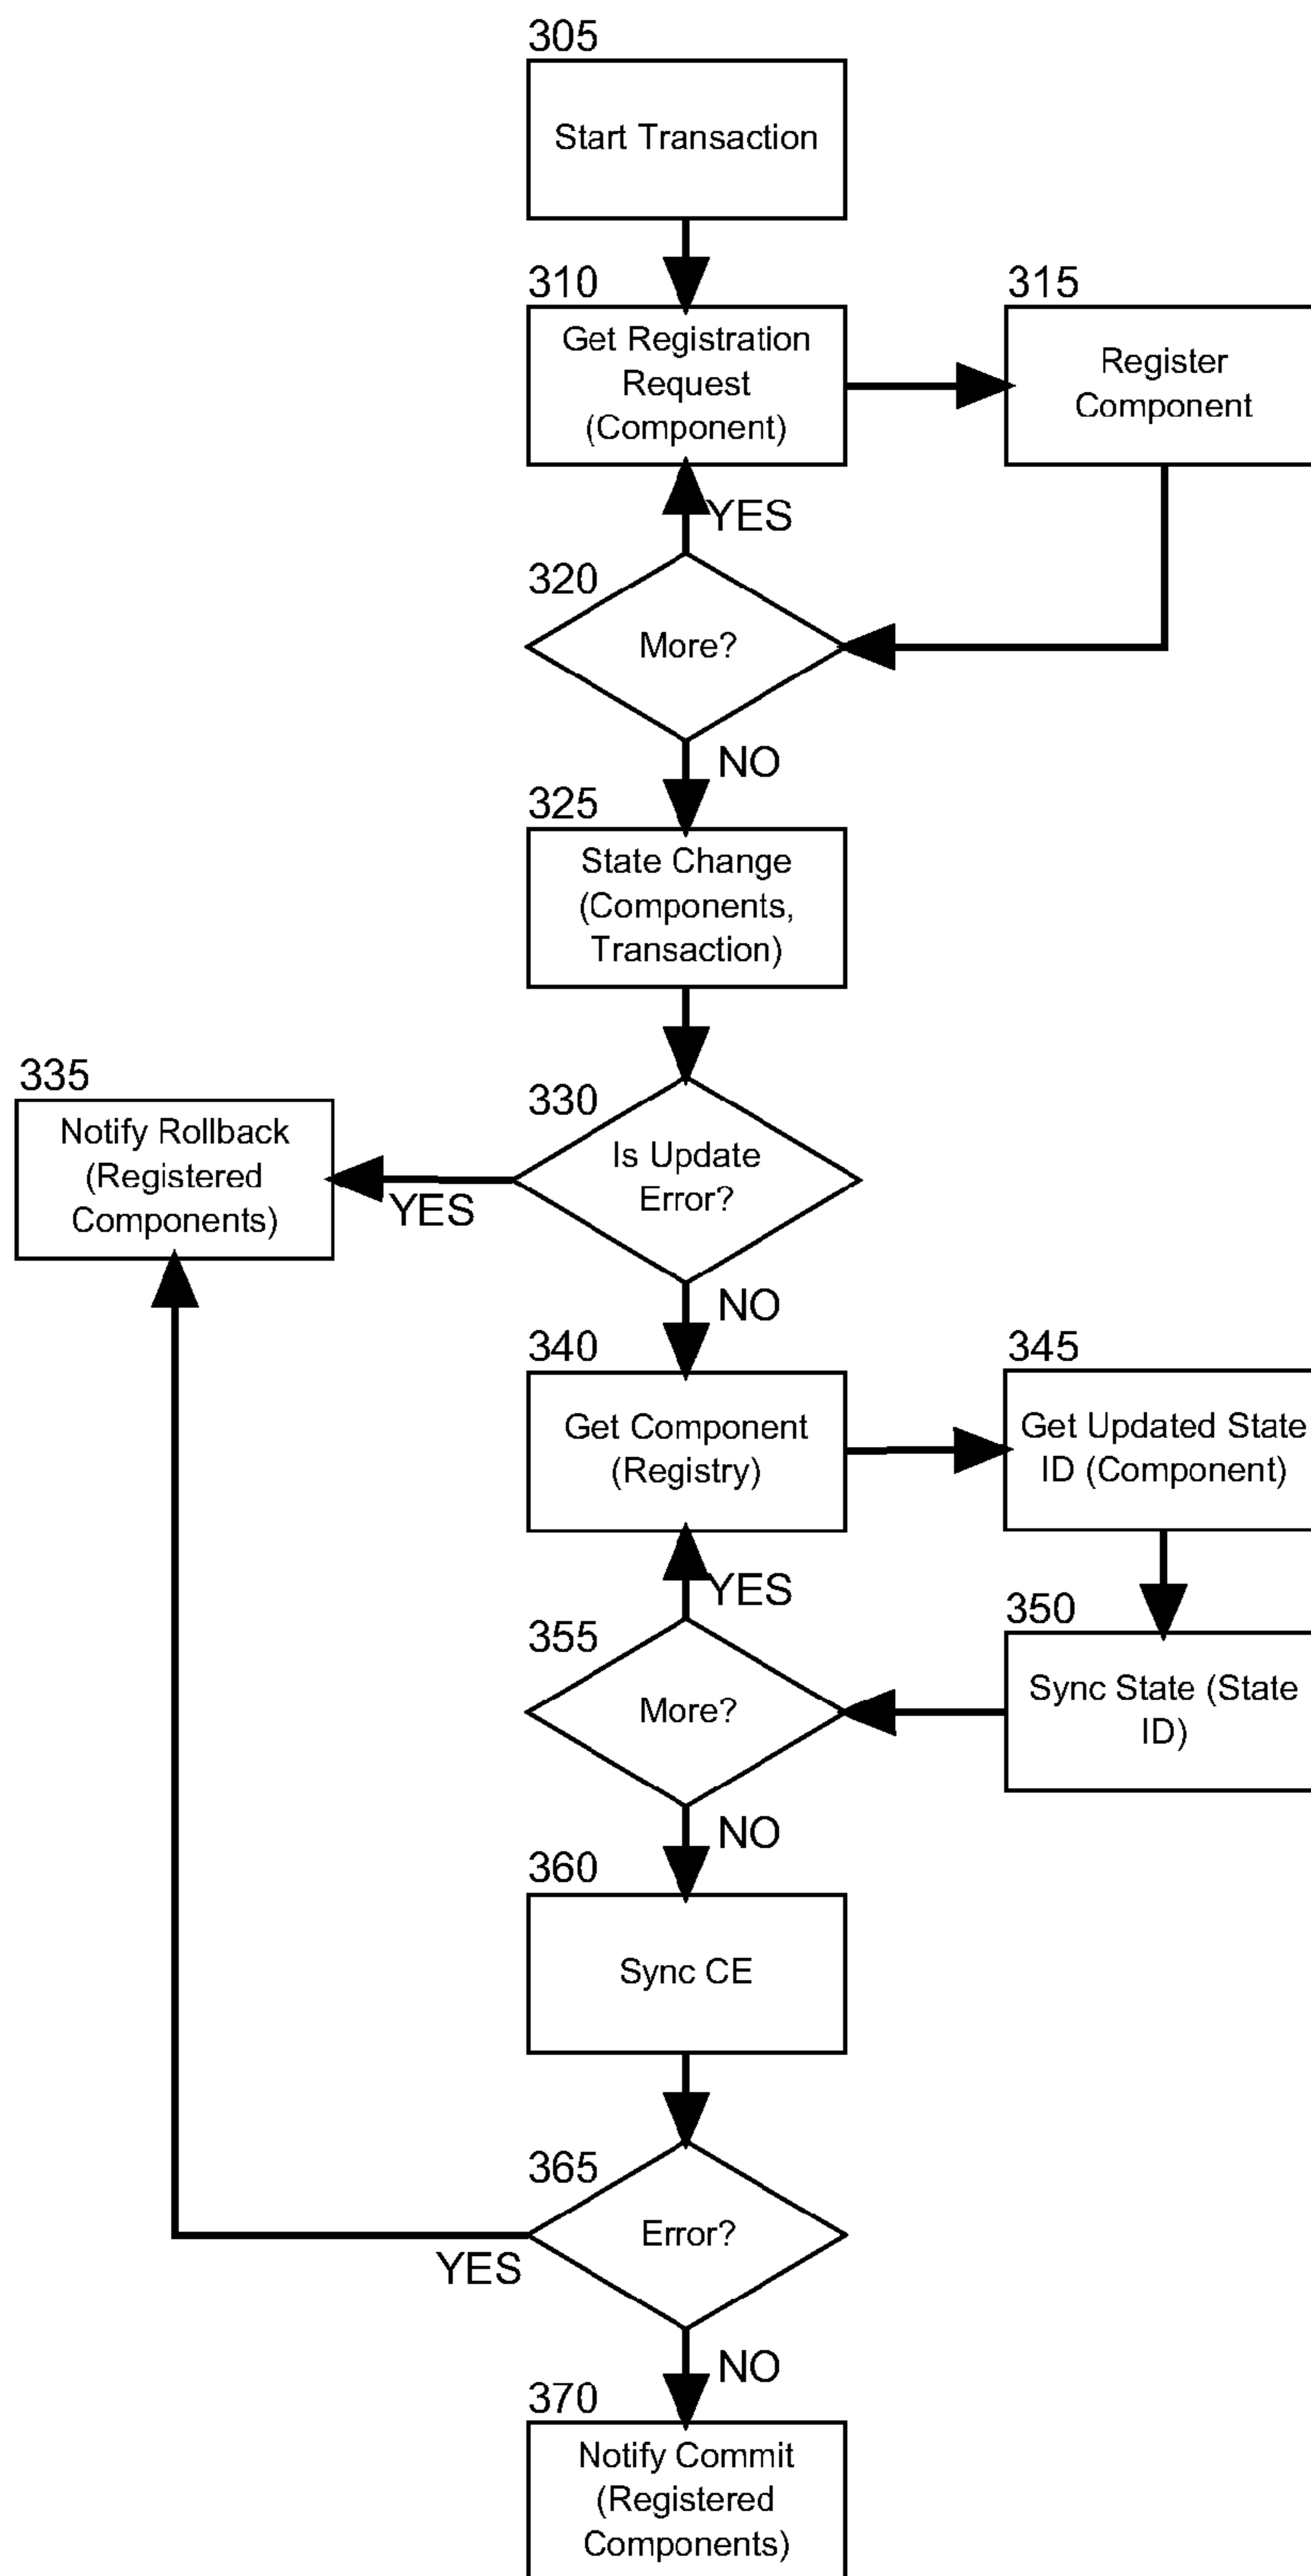 305
Start Transaction
310
Get Registration
Request
(Component)
315
Register
Component
YES
320
More?
NO
325
State Change
(Components,
Transaction)
335
Notify Rollback
(Registered
Components)
330
Is Update
Error?
YES
NO
340
Get Component
(Registry)
345
Get Updated State
ID (Component)
YES
350
Sync State (State
ID)
355
More?
NO
360
Sync CE
365
Error?
YES
NO
370
Notify Commit
(Registered
Components)